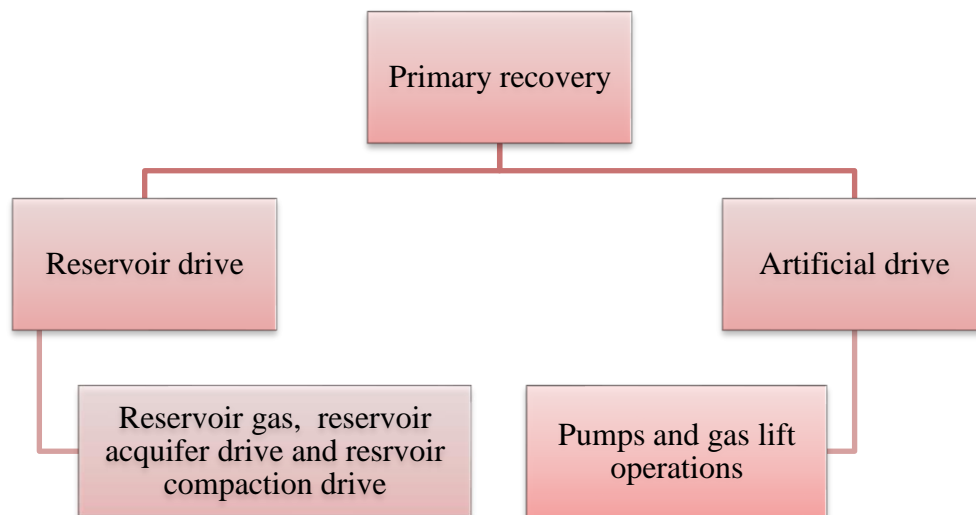 Primary recovery
Reservoir drive
Artificial drive
Reservoir gas, reservoir
acquifer drive and resrvoir
compaction drive
Pumps and gas lift
operations